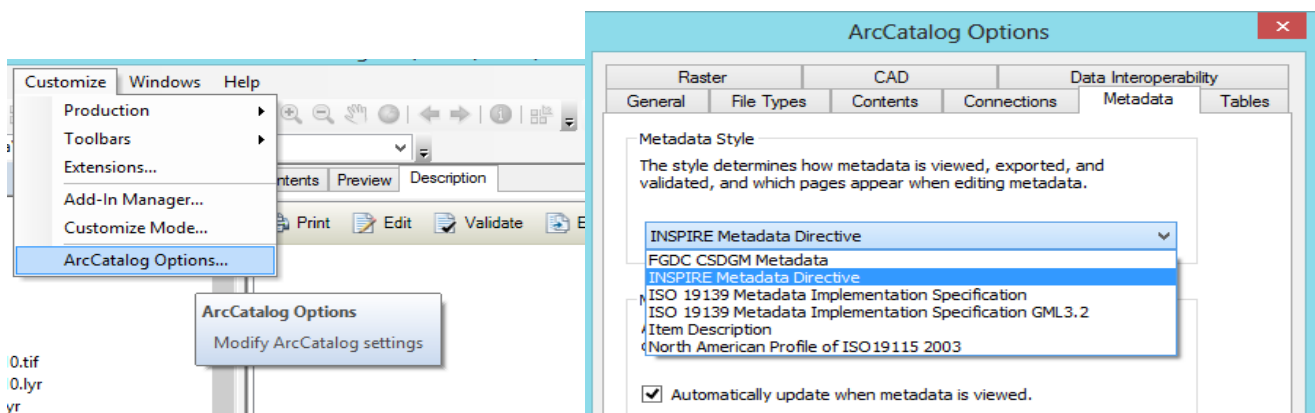 Customize Windows Help
Production
Toolbars
Extensions...
Add-In Manager...
Customize Mode...
ArcCatalog Options...
Preview Description
Print Edit Validate
ArcCatalog Options
Modify ArcCatalog settings
0.tif
0.lyr
yr
ArcCatalog Options
Raster CAD Data Interoperability
General File Types Contents Connections Metadata Tables
Metadata Style
The style determines how metadata is viewed, exported, and
validated, and which pages appear when editing metadata.
INSPIRE Metadata Directive
FGDC CSDGM Metadata
INSPIRE Metadata Directive
ISO 19139 Metadata Implementation Specification
ISO 19139 Metadata Implementation Specification GML3.2
Item Description
North American Profile of ISO19115 2003
Automatically update when metadata is viewed.